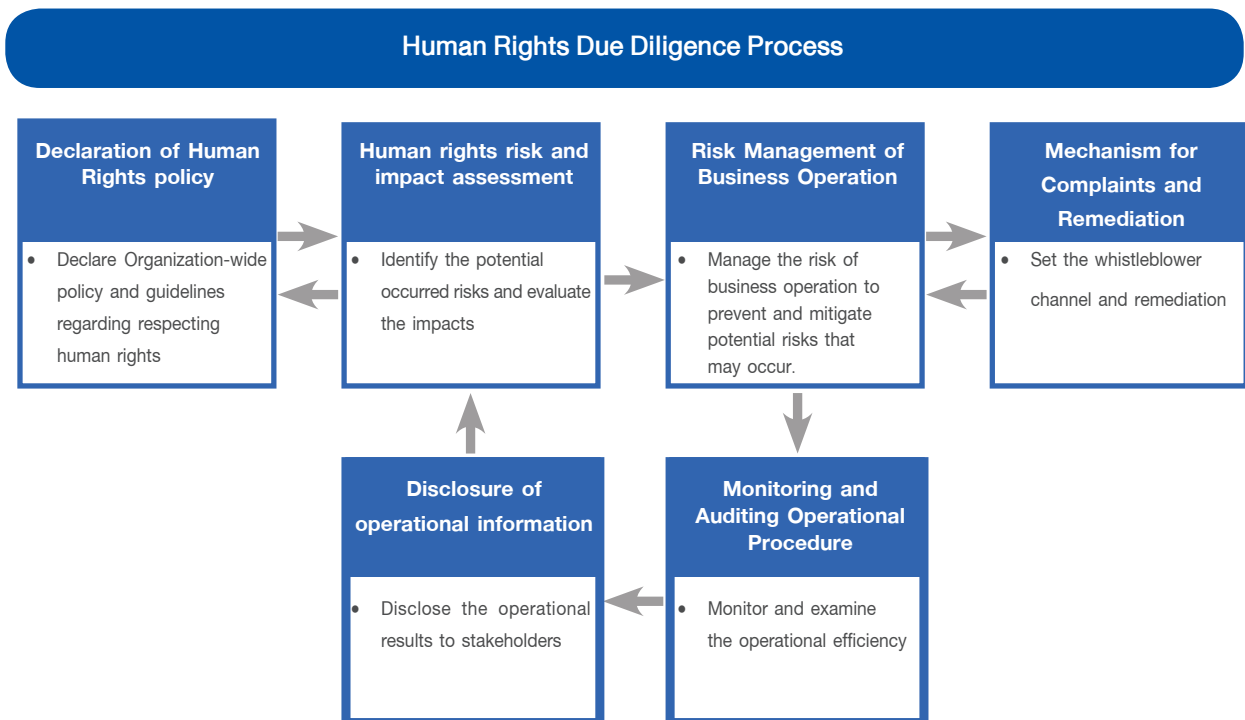 Human Rights Due Diligence Process
Declaration of Human
Rights policy
• Declare Organization-wide
policy and guidelines
regarding respecting
human rights
Human rights risk and
impact assessment
• Identify the potential
occurred risks and evaluate
the impacts
Risk Management of
Business Operation
• Manage the risk of
business operation to
prevent and mitigate
potential risks that
may occur.
Mechanism for
Complaints and
Remediation
• Set the whistleblower
channel and remediation
Disclosure of
operational information
• Disclose the operational
results to stakeholders
Monitoring and
Auditing Operational
Procedure
• Monitor and examine
the operational efficiency